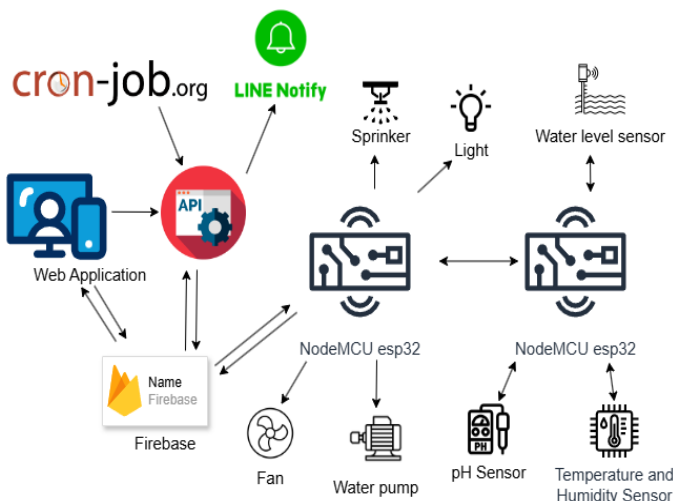 cron-job.org
LINE Notify
Sprinker
Light
Water level sensor
API
Web Application
NodeMCU esp32
NodeMCU esp32
Name
Firebase
Firebase
Fan
Water pump
PH
pH Sensor
Temperature and
Humidity Sensor